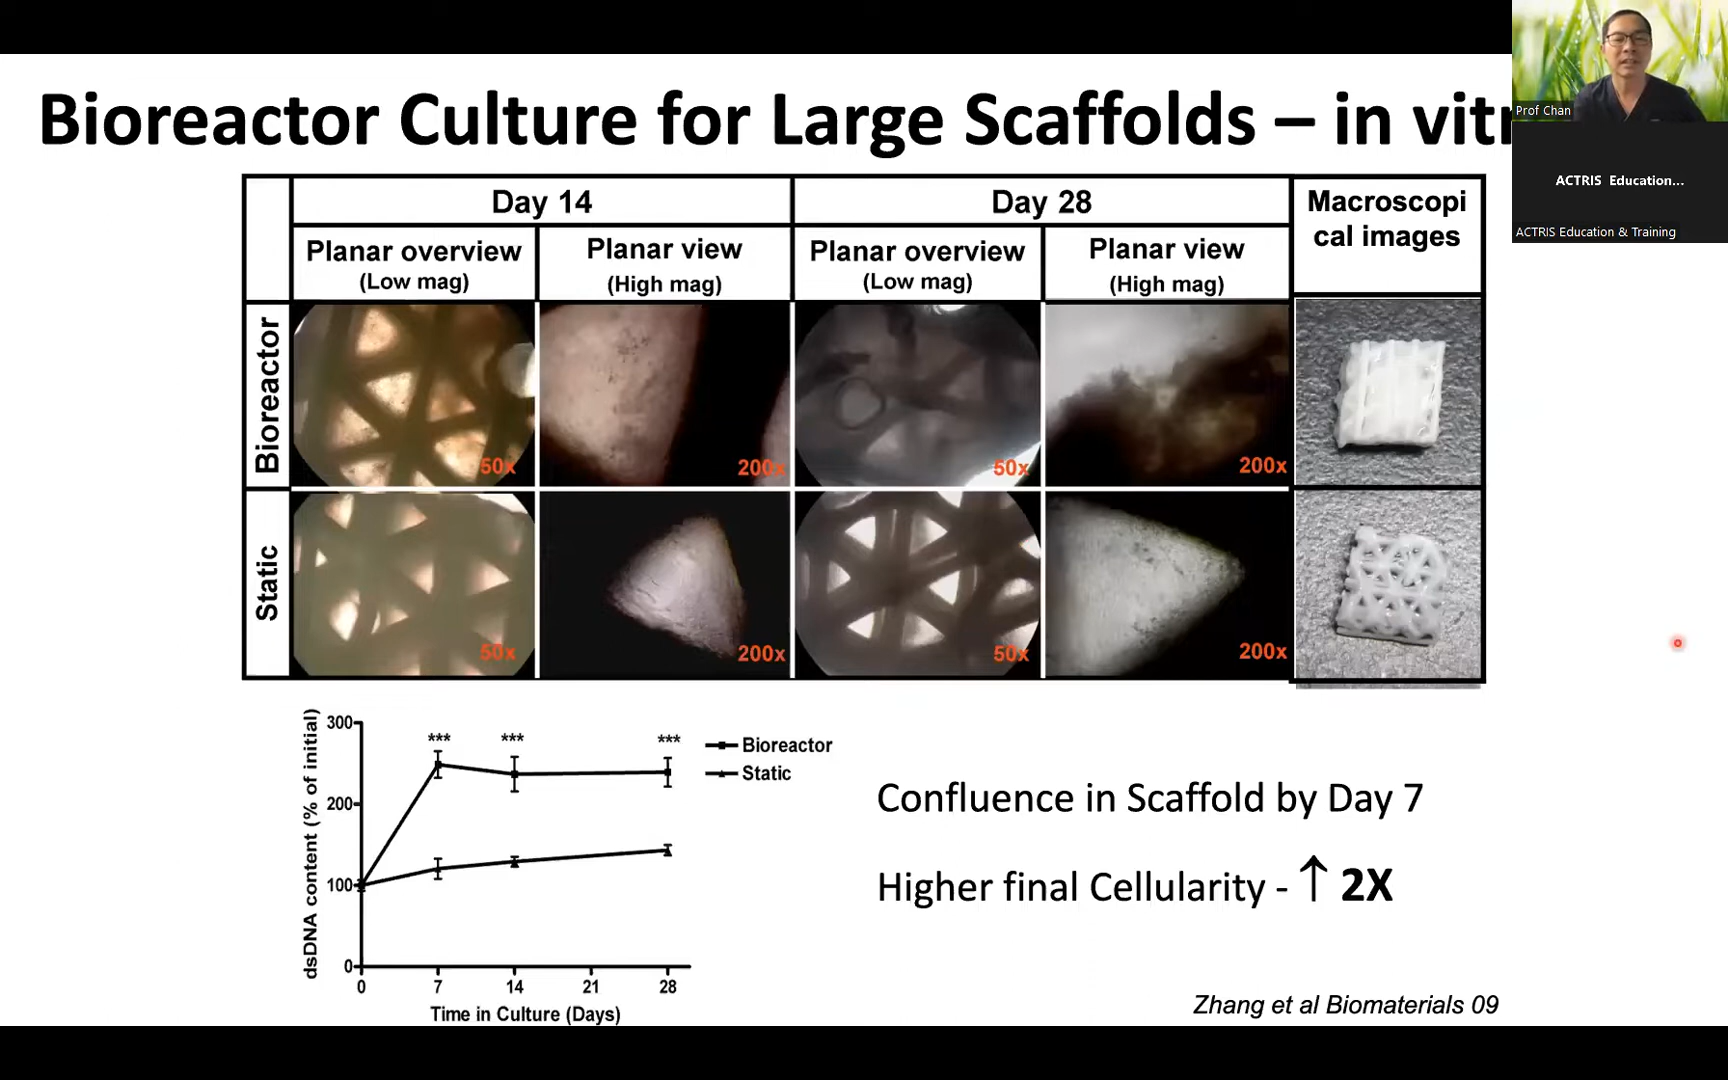 Bioreactor Culture for Large Scaffolds – in vit
Prof Chan
ACTRIS Education...
ACTRIS Education & Training
Day 14
Day 28
Macroscopi
cal images
Planar overview
(Low mag)
Planar view
(High mag)
Planar overview
(Low mag)
Planar view
(High mag)
Bioreactor
50x
200x
50x
200x
Static
50x
200x
50x
200x
dsDNA content (% of initial)
300
200
100
0
***
***
***
Bioreactor
Static
0
7
14
21
28
Time in Culture (Days)
Confluence in Scaffold by Day 7
Higher final Cellularity - ↑ 2X
Zhang et al Biomaterials 09